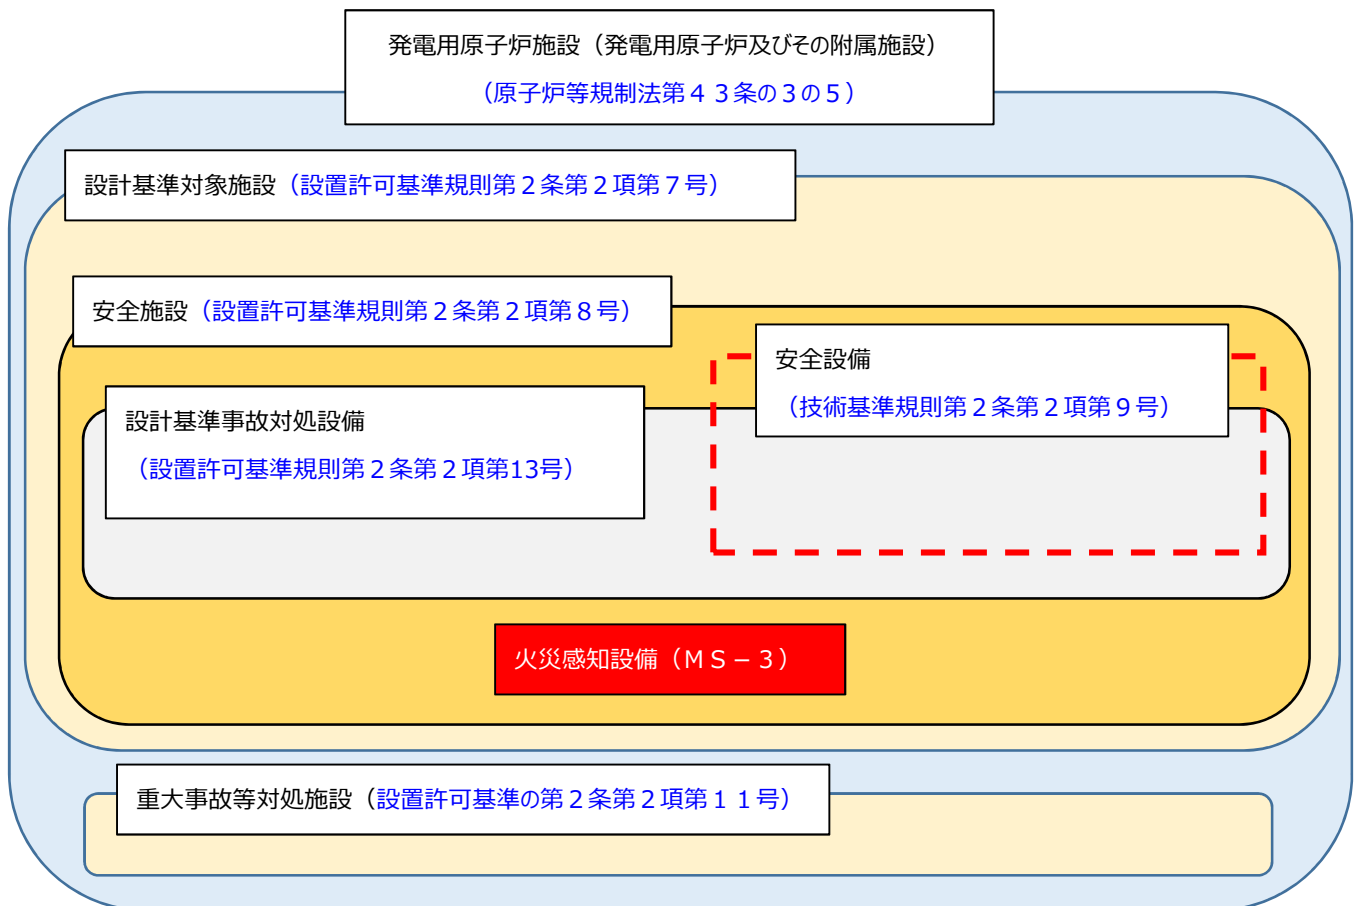 発電用原子炉施設（発電用原子炉及びその附属施設）
（原子炉等規制法第４３条の３の５）
設計基準対象施設（設置許可基準規則第２条第２項第７号）
安全施設（設置許可基準規則第２条第２項第８号）
安全設備
（技術基準規則第２条第２項第９号）
設計基準事故対処設備
（設置許可基準規則第２条第２項第13号）
火災感知設備（ＭＳ－３）
重大事故等対処施設（設置許可基準の第２条第２項第１１号）